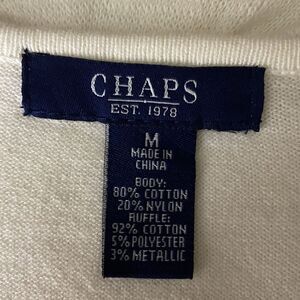 CHAPS
EST. 1978
M
MADE IN
CHINA
BODY:
80% COTTON
20% NYLON
RUFFLE:
92% COTTON
5% POLYESTER
3% METALLIC